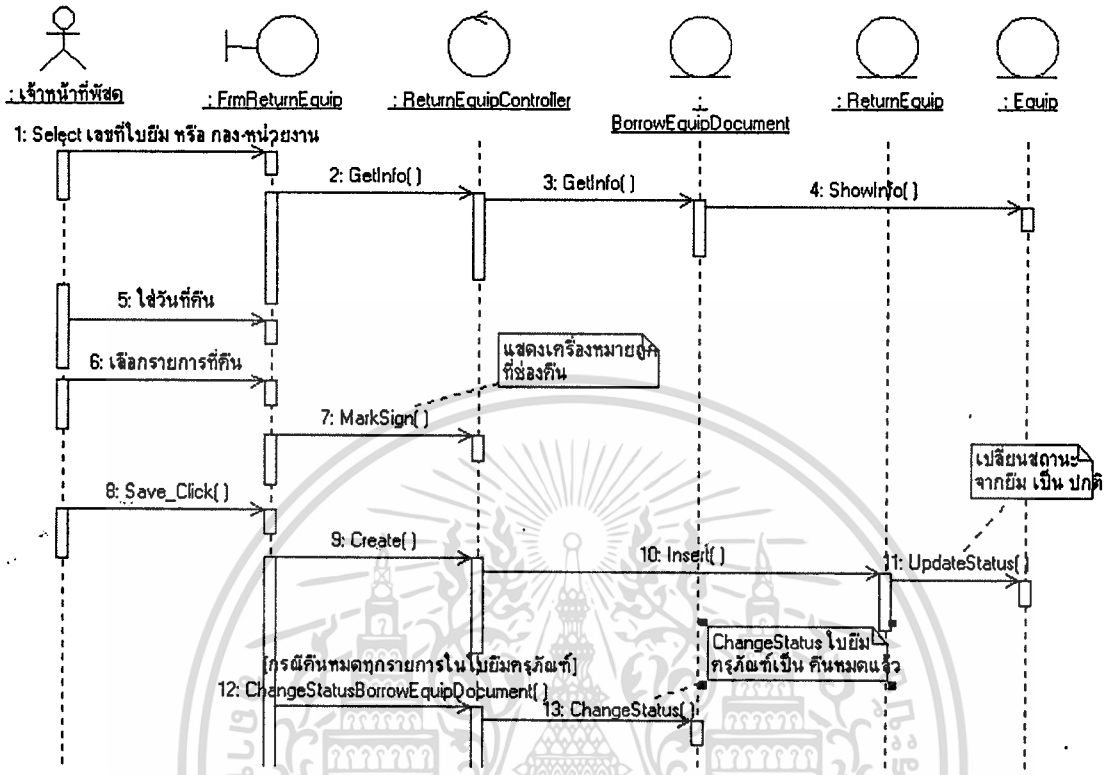 : เจ้าหน้าที่พัสดุ
: FrmReturnEquip
: ReturnEquipController
:
BorrowEquipDocument
: ReturnEquip
: Equip
1: Select เลขที่ใบยืม หรือ กอง-หน่วยงาน
2: GetInfo( )
3: GetInfo( )
4: ShowInfo( )
5: ใส่วันที่คืน
6: เลือกรายการที่คืน
แสดงเครื่องหมายถูก
ที่ช่องคืน
7: MarkSign( )
เปลี่ยนสถานะ
จากยืม เป็น ปกติ
8: Save_Click( )
9: Create( )
10: Insert( )
11: UpdateStatus( )
ChangeStatus ใบยืม
ครุภัณฑ์เป็น คืนหมดแล้ว
[กรณีคืนหมดทุกรายการในใบยืมครุภัณฑ์]
12: ChangeStatusBorrowEquipDocument( )
13: ChangeStatus( )